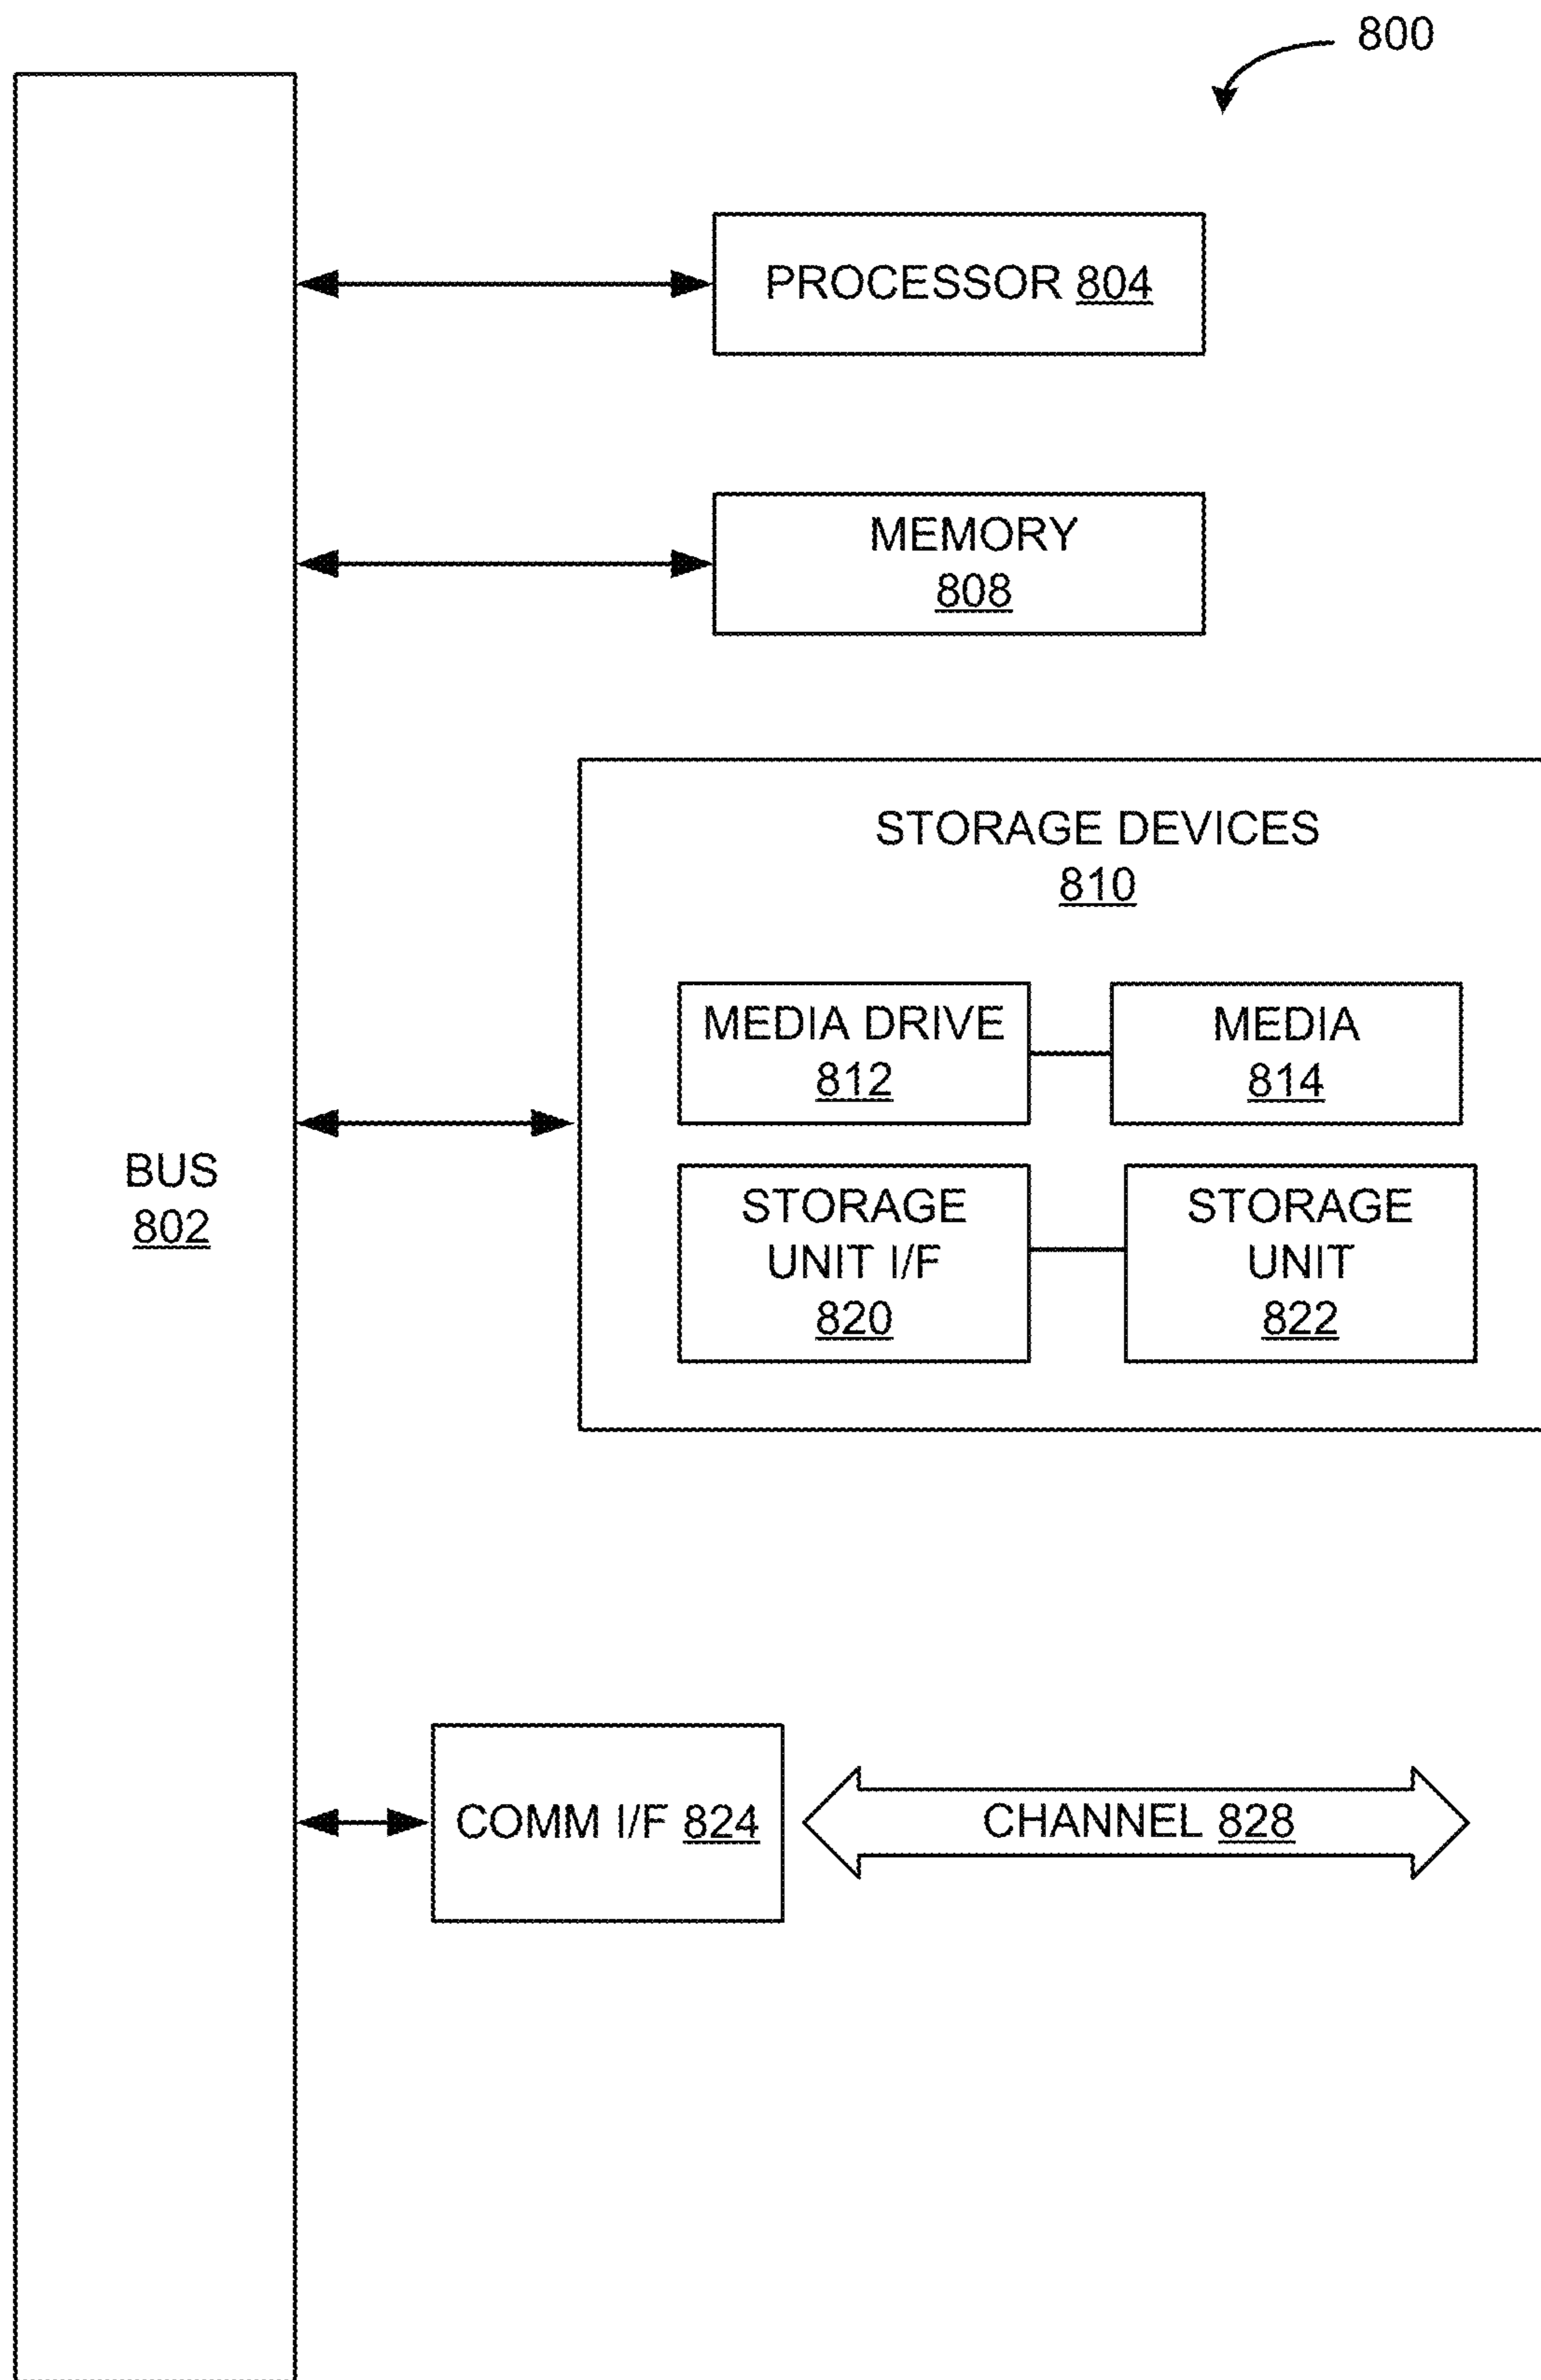 800
PROCESSOR 804
MEMORY
808
STORAGE DEVICES
810
MEDIA DRIVE
812
MEDIA
814
BUS
802
STORAGE
UNIT I/F
820
STORAGE
UNIT
822
COMM I/F 824
CHANNEL 828